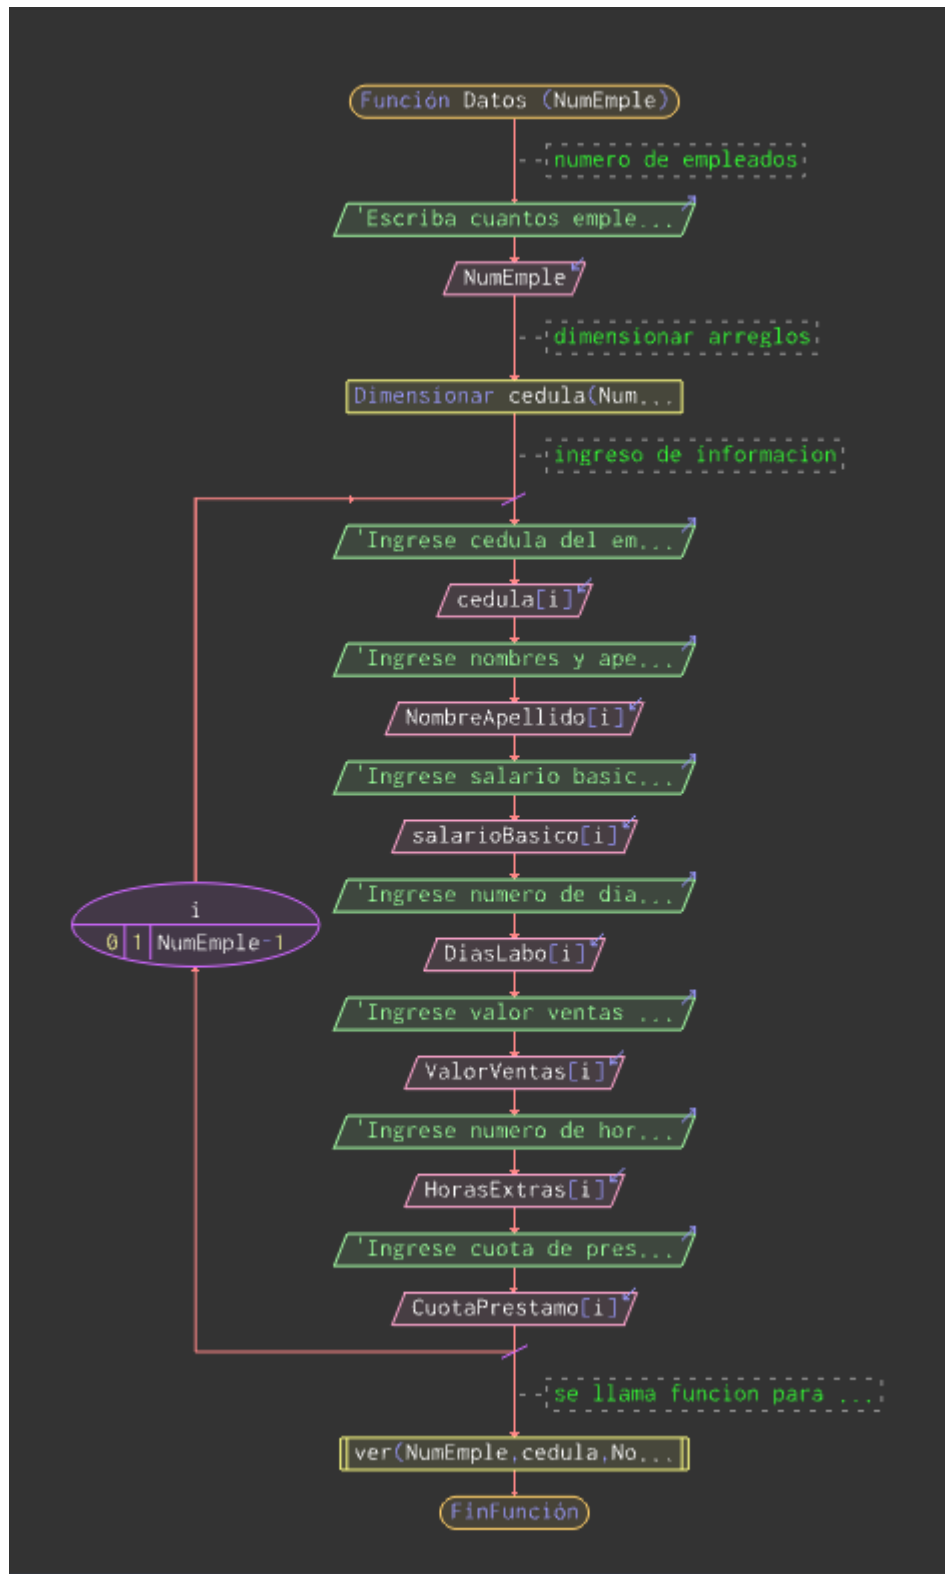 Función Datos (NumEmple)
numero de empleados
'Escriba cuantos emple...
NumEmple
dimensionar arreglos
Dimensionar cedula(Num...
ingreso de informacion
'Ingrese cedula del em...
cedula[i]
'Ingrese nombres y ape...
NombreApellido[i]
'Ingrese salario basic...
salarioBasico[i]
'Ingrese numero de dia...
i
0 1 NumEmple-1
DiasLabo[i]
'Ingrese valor ventas ...
ValorVentas[i]
'Ingrese numero de hor...
HorasExtras[i]
'Ingrese cuota de pres...
CuotaPrestamo[i]
se llama funcion para ...
ver(NumEmple,cedula,No...
FinFunción